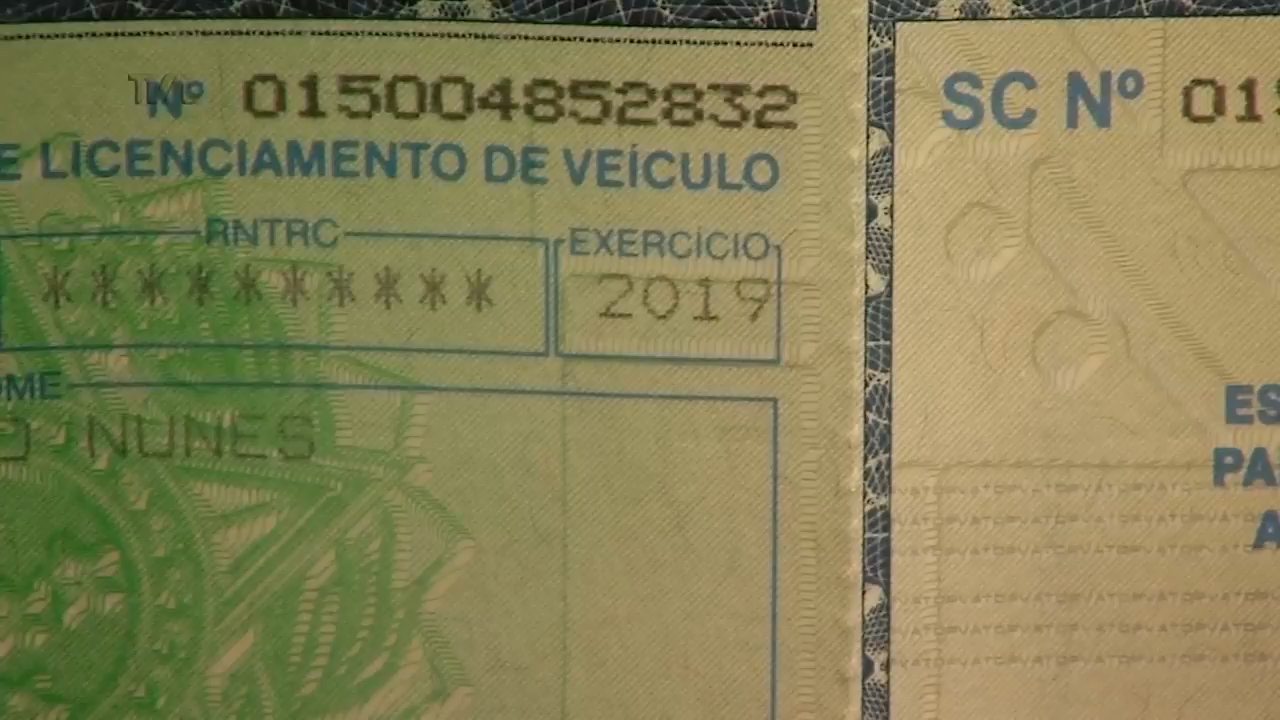 Nº 015004852832
E LICENCIAMENTO DE VEÍCULO
RNTRC
**********
EXERCÍCIO
2019
OME
O NUNES
SC Nº 01
ES
PA
A